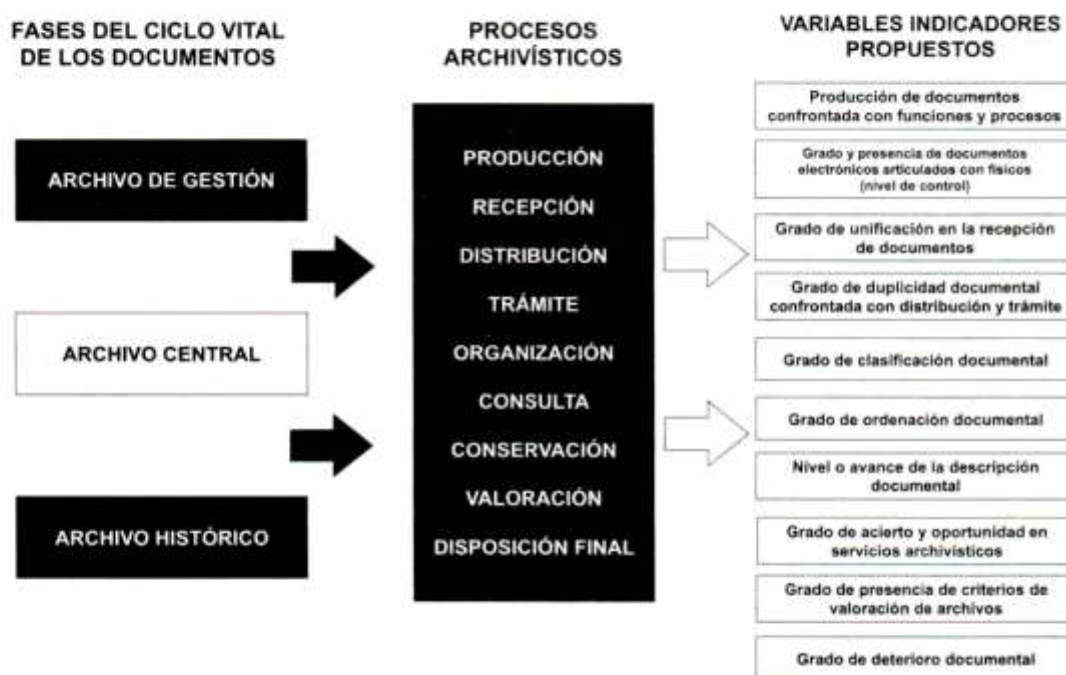 FASES DEL CICLO VITAL
DE LOS DOCUMENTOS
ARCHIVO DE GESTIÓN
ARCHIVO CENTRAL
ARCHIVO HISTÓRICO
PROCESOS
ARCHIVÍSTICOS
PRODUCCIÓN
RECEPCIÓN
DISTRIBUCIÓN
TRÁMITE
ORGANIZACIÓN
CONSULTA
CONSERVACIÓN
VALORACIÓN
DISPOSICIÓN FINAL
VARIABLES INDICADORES
PROPUESTOS
Producción de documentos
confrontada con funciones y procesos
Grado y presencia de documentos
electrónicos articulados con físicos
(nivel de control)
Grado de unificación en la recepción
de documentos
Grado de duplicidad documental
confrontada con distribución y trámite
Grado de clasificación documental
Grado de ordenación documental
Nivel o avance de la descripción
documental
Grado de acierto y oportunidad en
servicios archivísticos
Grado de presencia de criterios de
valoración de archivos
Grado de deterioro documental